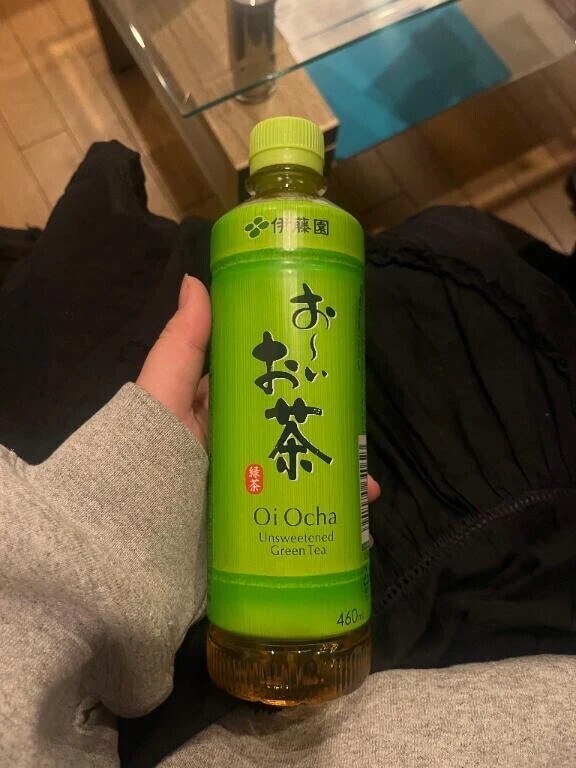 伊藤園
お～い
お茶
緑茶
Oi Ocha
Unsweetened
Green Tea
460ml